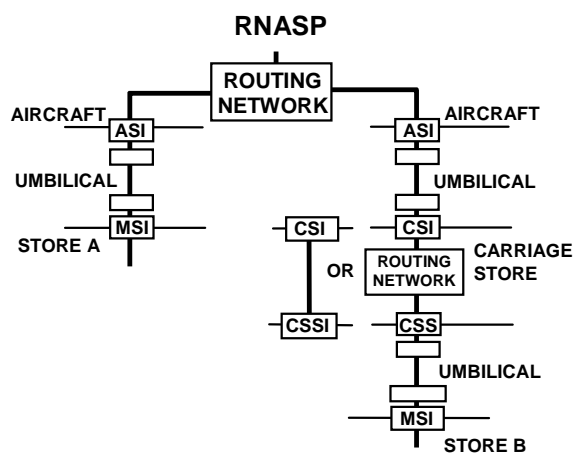 RNASP
ROUTING
NETWORK
AIRCRAFT
ASI
AIRCRAFT
ASI
UMBILICAL
UMBILICAL
MSI
STORE A
CSI
CSI
CARRIAGE
STORE
OR
ROUTING
NETWORK
CSSI
CSS
UMBILICAL
MSI
STORE B